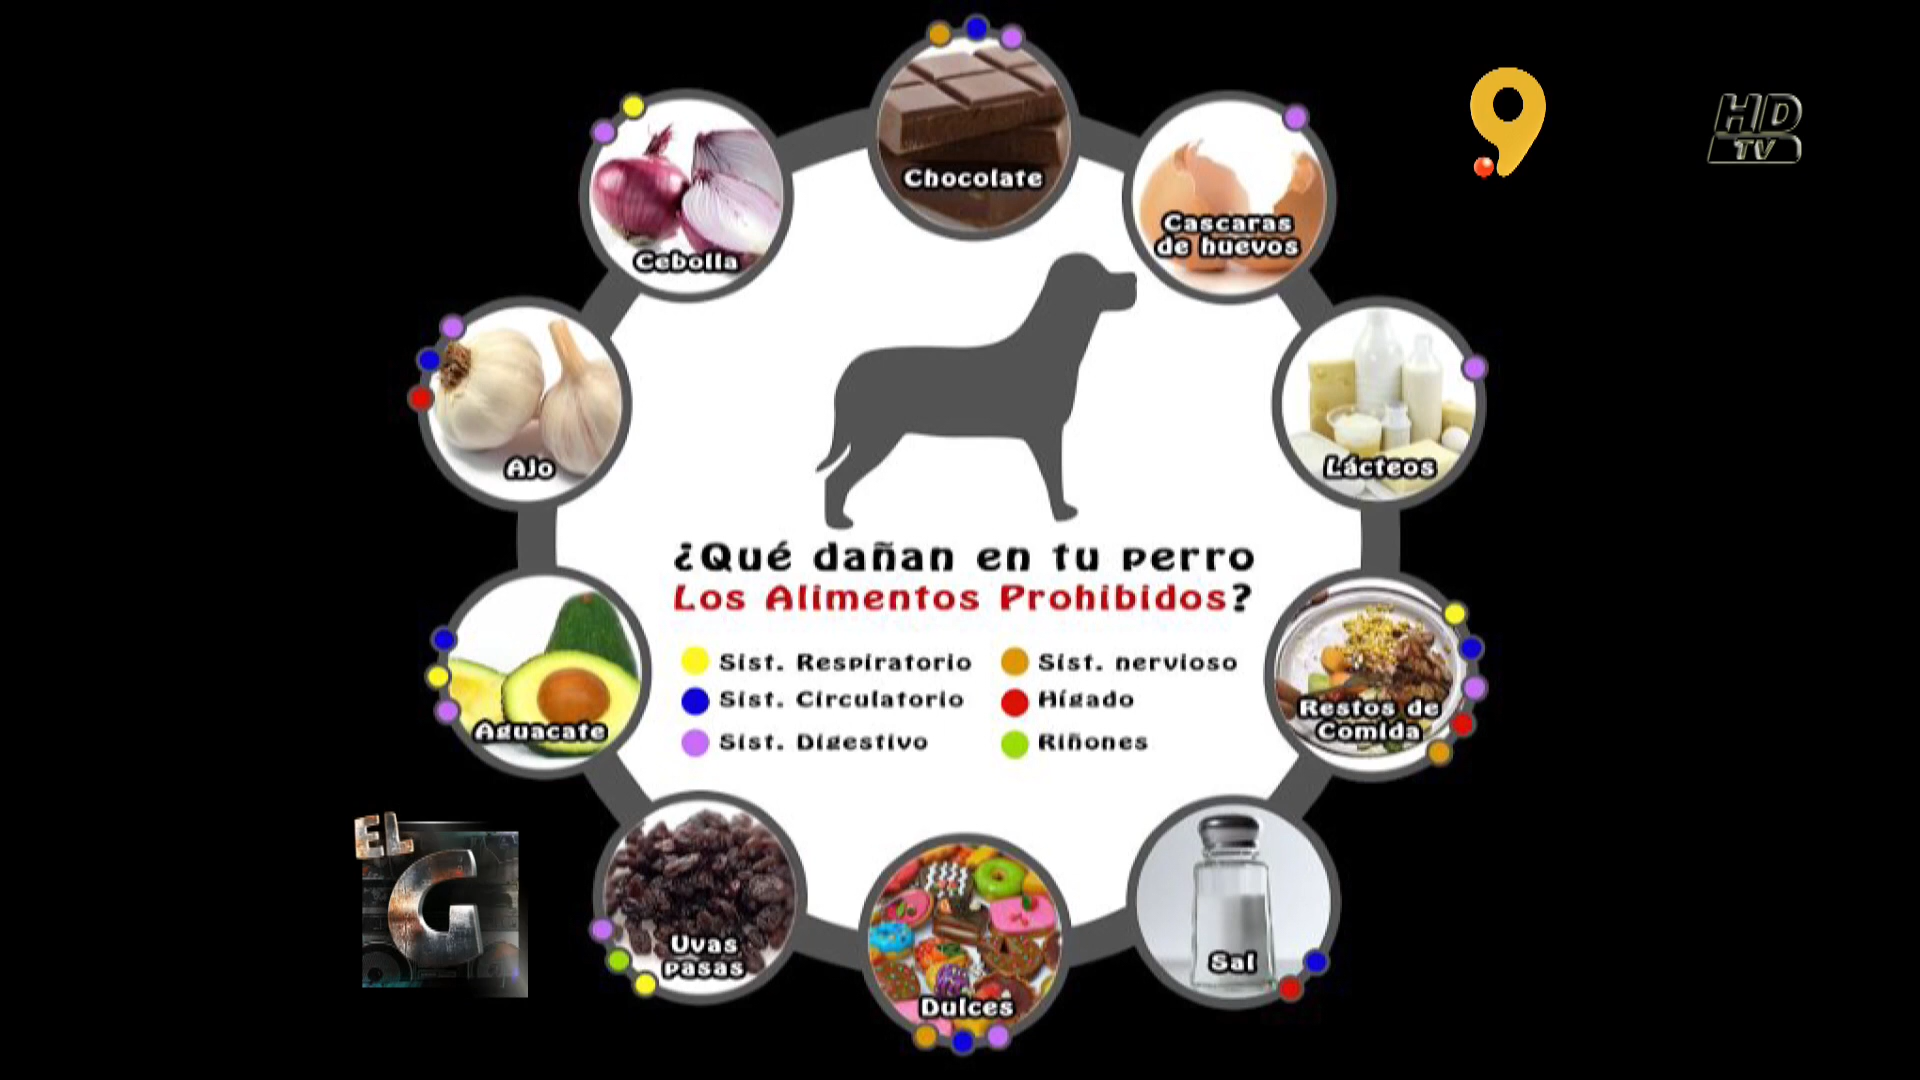 Chocolate
Cebolla
Cascaras
de huevos
9
HD
TV
Ajo
Lácteos
¿Qué dañan en tu perro
Los Alimentos Prohibidos?
Sist. Respiratorio
Sist. nervioso
Sist. Circulatorio
Hígado
Sist. Digestivo
Riñones
Aguacate
Restos de
Comida
EL
G
Uvas
pasas
Dulces
Sal